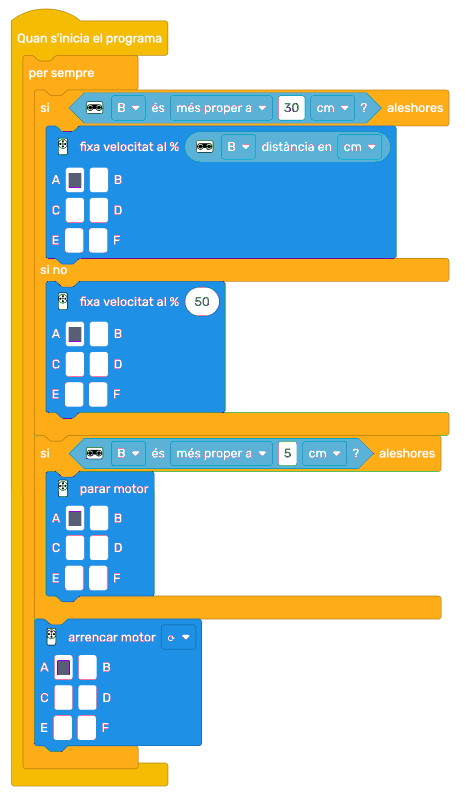 Quan s'inicia el programa
per sempre
si B és més proper a 30 cm ? aleshores
fixa velocitat al % B distància en cm
A B
C D
E F
si no
fixa velocitat al % 50
A B
C D
E F
si B és més proper a 5 cm ? aleshores
parar motor
A B
C D
E F
arrencar motor
A B
C D
E F